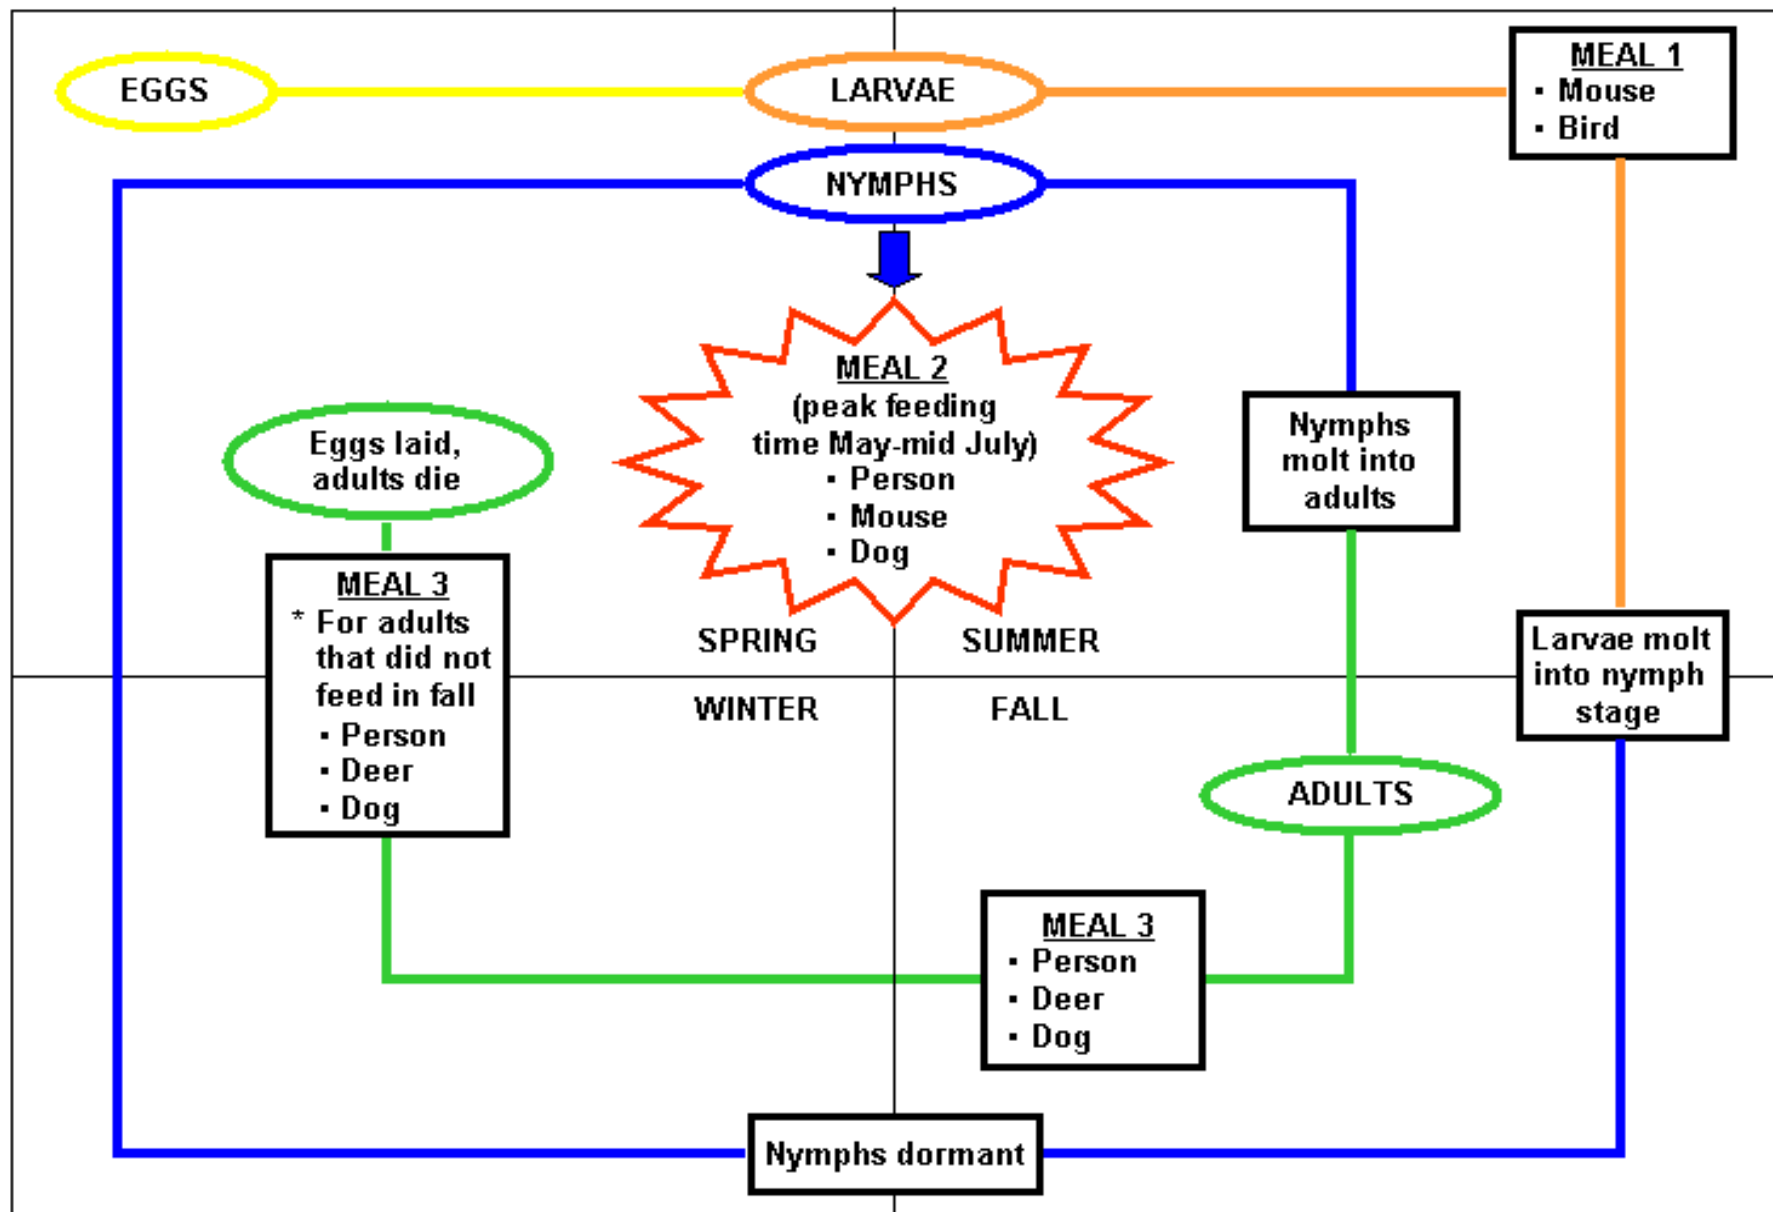 EGGS
LARVAE
MEAL 1
▪ Mouse
▪ Bird
NYMPHS
MEAL 2
(peak feeding
time May-mid July)
▪ Person
▪ Mouse
▪ Dog
Eggs laid,
adults die
Nymphs
molt into
adults
MEAL 3
* For adults
that did not
feed in fall
▪ Person
▪ Deer
▪ Dog
SPRING
SUMMER
WINTER
FALL
Larvae molt
into nymph
stage
ADULTS
MEAL 3
▪ Person
▪ Deer
▪ Dog
Nymphs dormant